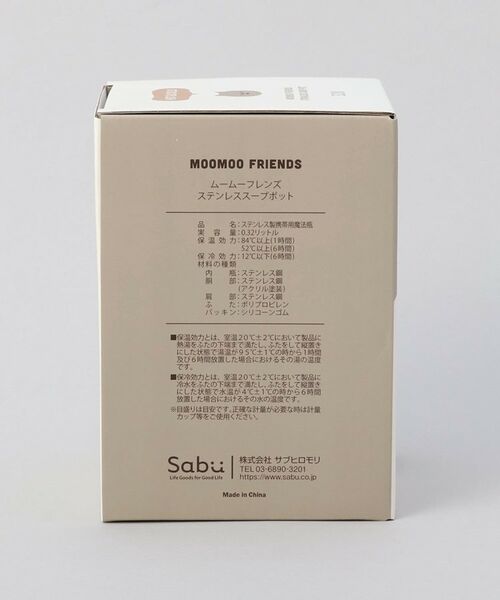 MOOMOO FRIENDS
ムームーフレンズ
ステンレススープポット
品名:ステンレス製携帯用魔法瓶
実容量:0.32リットル
保温効力:84℃以上(1時間)
52℃以上(6時間)
保冷効力:12℃以下(6時間)
材料の種類
内瓶:ステンレス鋼
胴部:ステンレス鋼
(アクリル塗装)
肩部:ステンレス鋼
ふた:ポリプロピレン
パッキン:シリコーンゴム
■保温効力とは、室温20℃±2℃において製品に
熱湯をふたの下端まで満たし、ふたをして縦置き
にした状態で湯温が95℃±1℃の時から1時間
及び6時間放置した場合におけるその湯の温度
です。
■保冷効力とは、室温20℃±2℃において製品に
冷水をふたの下端まで満たし、ふたをして縦置き
にした状態で水温が4℃±1℃の時から6時間
放置した場合におけるその水の温度です。
※目盛りは目安です。正確な計量が必要な時は計量
カップ等をご使用ください。
Sabu
Life Goods for Good Life
株式会社 サブヒロモリ
TEL 03-6890-3201
https://www.sabu.co.jp
Made in China